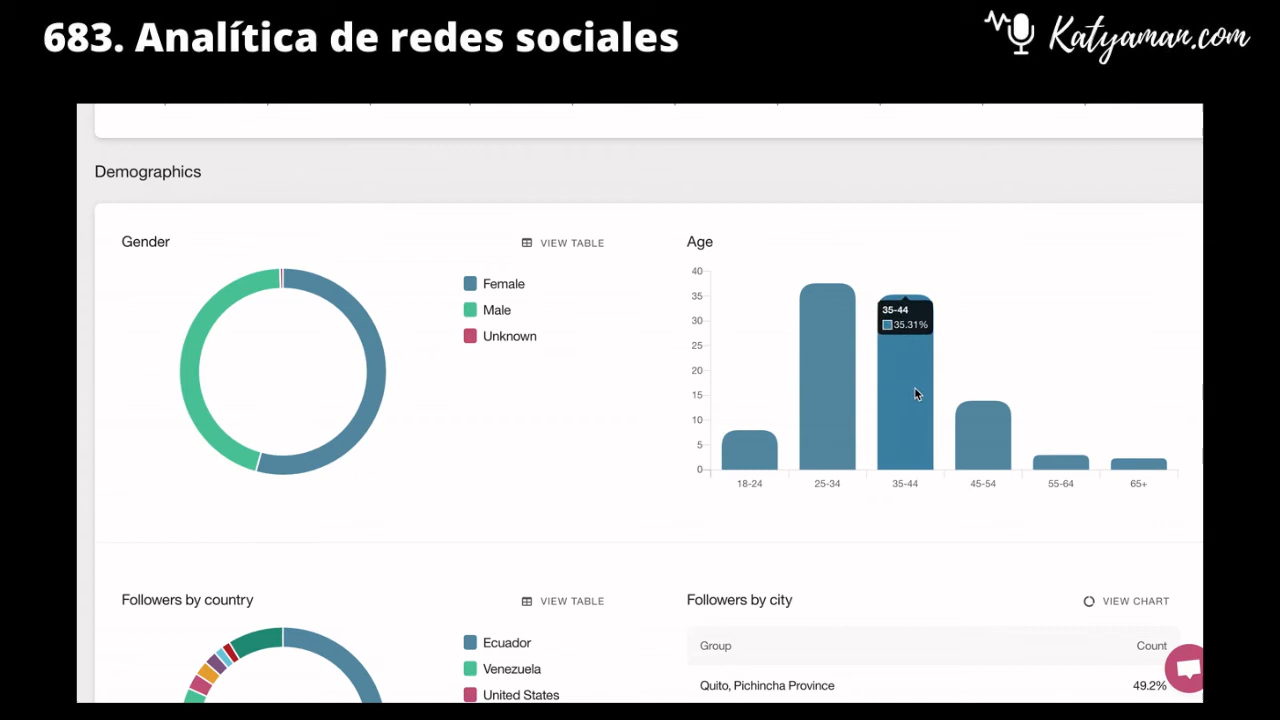 683. Analítica de redes sociales
Katyaman.com
Demographics
Gender
VIEW TABLE
Female
Male
Unknown
Age
40
35
30
25
20
15
10
5
0
35-44
35.31%
18-24
25-34
35-44
45-54
55-64
65+
Followers by country
VIEW TABLE
Ecuador
Venezuela
United States
Followers by city
VIEW CHART
Group
Count
Quito, Pichincha Province
49.2%